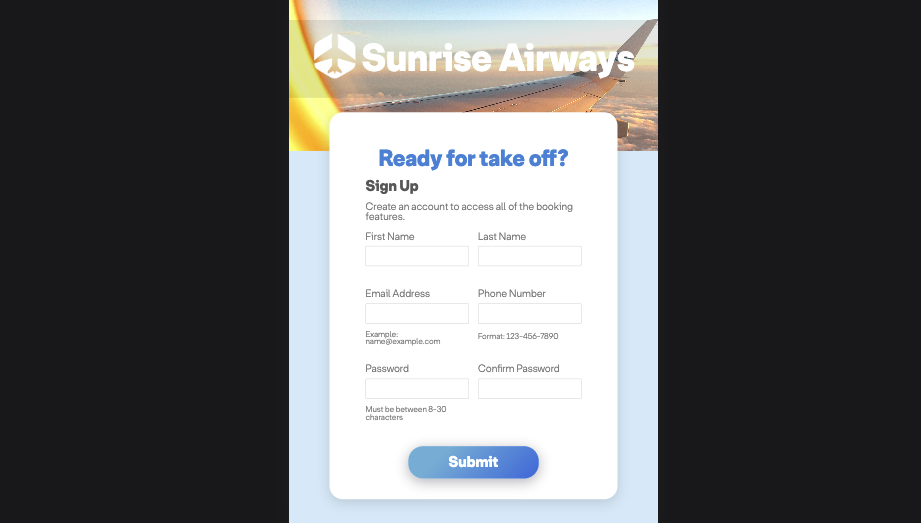 Sunrise Airways
Ready for take off?
Sign Up
Create an account to access all of the booking
features.
First Name
Last Name
Email Address
Phone Number
Example:
name@example.com
Format: 123-456-7890
Password
Confirm Password
Must be between 8-30
characters
Submit